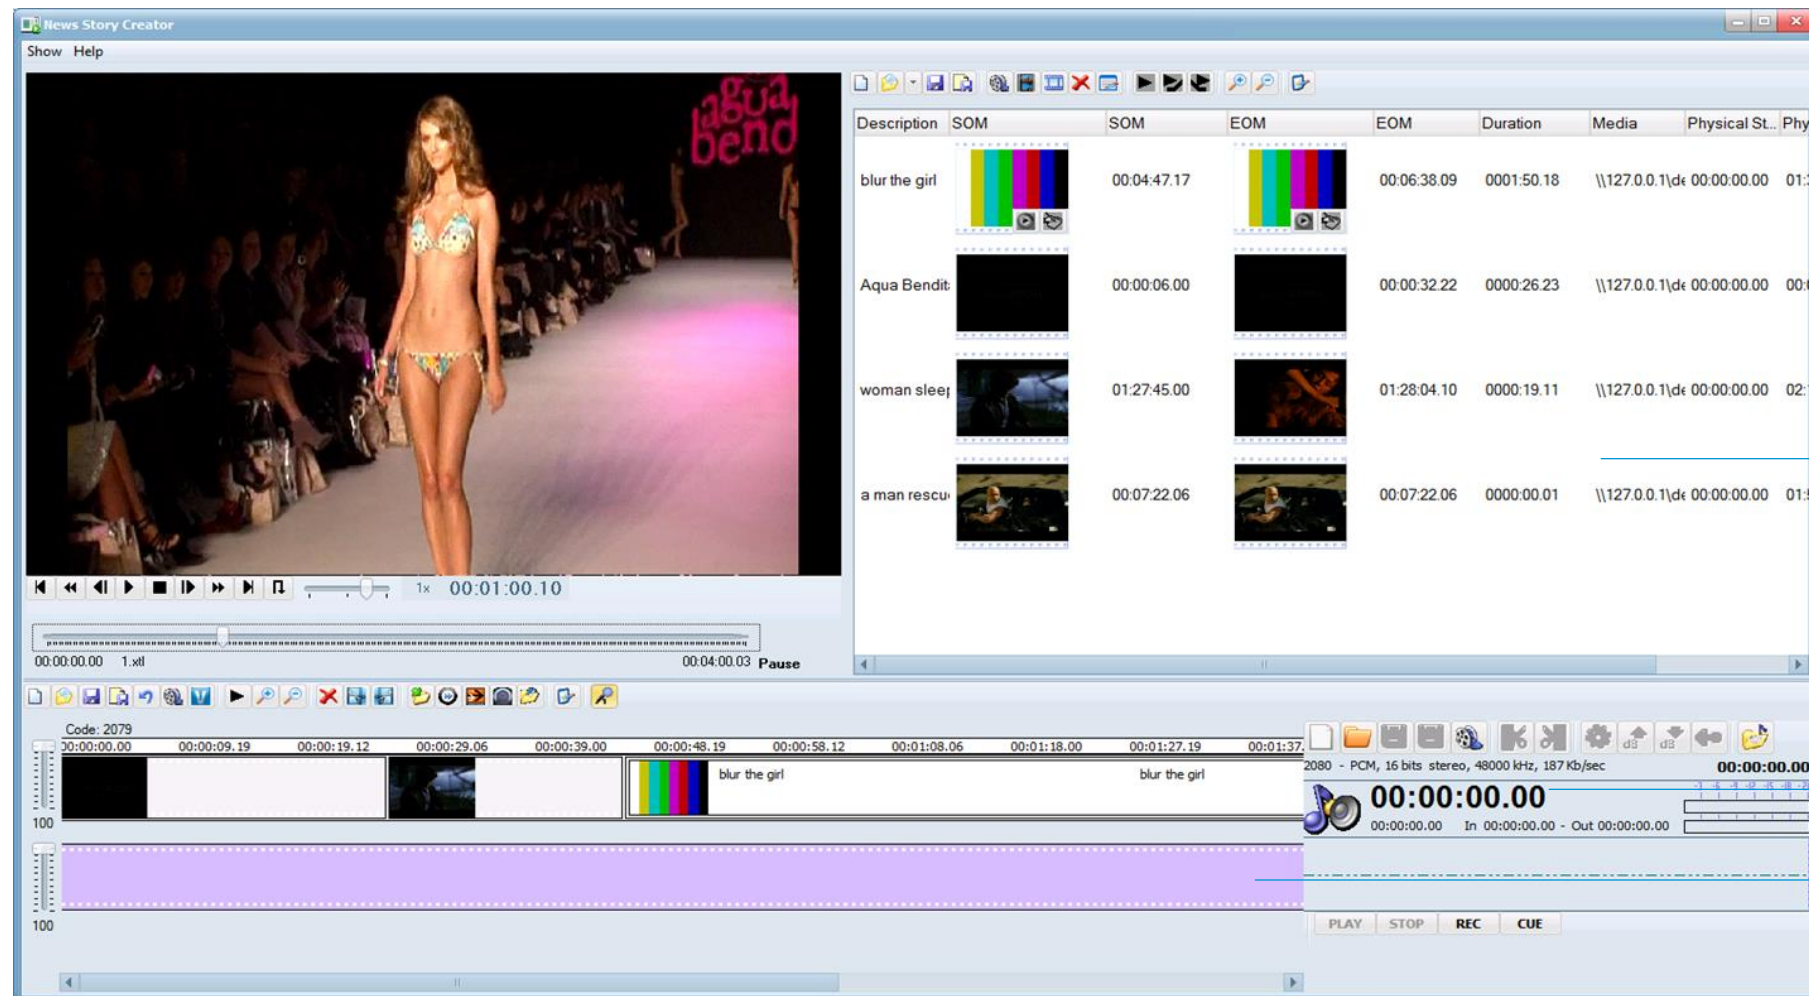 News Story Creator
Show Help
agua
bend
Description SOM SOM EOM EOM Duration Media Physical St... Phy
blur the girl 00:04:47.17 00:06:38.09 0001:50.18 \\127.0.0.1\de 00:00:00.00 01:
Aqua Bendit 00:00:06.00 00:00:32.22 0000:26.23 \\127.0.0.1\de 00:00:00.00 00:
woman sleep 01:27:45.00 01:28:04.10 0000:19.11 \\127.0.0.1\de 00:00:00.00 02:
a man rescu 00:07:22.06 00:07:22.06 0000:00.01 \\127.0.0.1\de 00:00:00.00 01:
1x 00:01:00.10
00:00:00.00 1.xtl 00:04:00.03 Pause
Code: 2079
00:00:00.00 00:00:09.19 00:00:19.12 00:00:29.06 00:00:39.00 00:00:48.19 00:00:58.12 00:01:08.06 00:01:18.00 00:01:27.19 00:01:37.
blur the girl blur the girl
100
100
dB dB
2080 - PCM, 16 bits stereo, 48000 kHz, 187 Kb/sec 00:00:00.00
00:00:00.00
00:00:00.00 In 00:00:00.00 - Out 00:00:00.00
PLAY STOP REC CUE